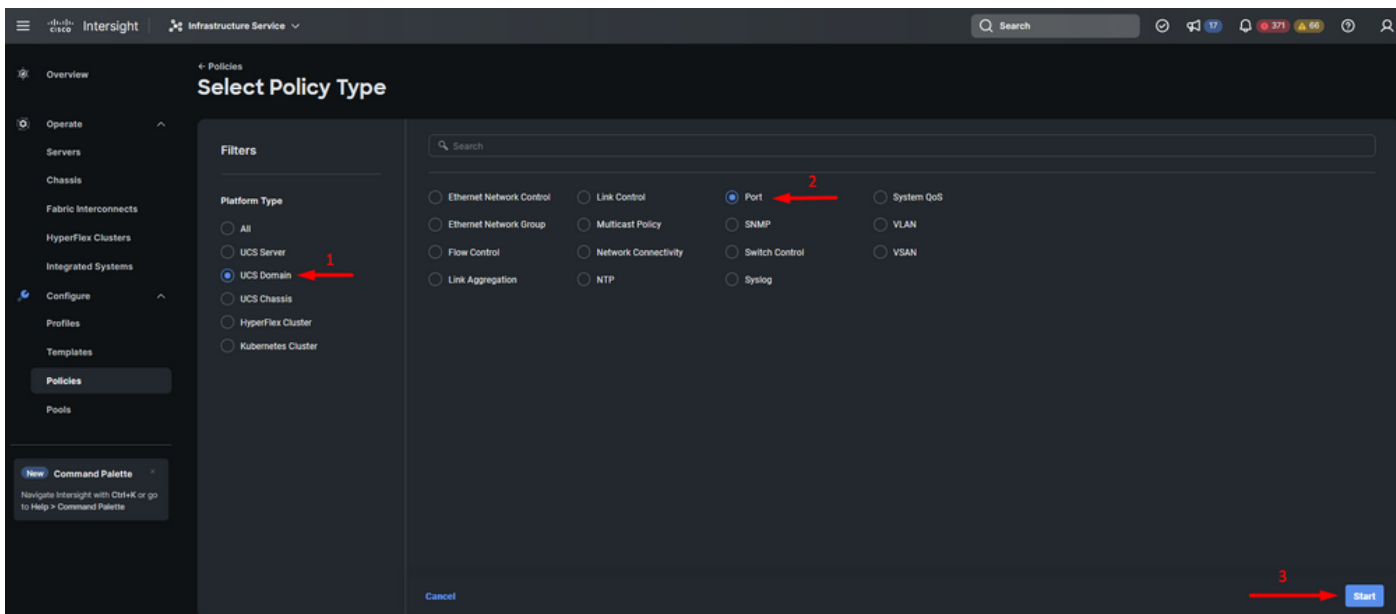 cisco Intersight Infrastructure Service Search 17 371 66
Overview
Operate
Servers
Chassis
Fabric Interconnects
HyperFlex Clusters
Integrated Systems
Configure
Profiles
Templates
Policies
Pools
New Command Palette
Navigate Intersight with Ctrl+K or go
to Help > Command Palette
← Policies
Select Policy Type
Filters
Platform Type
All
UCS Server
1
UCS Domain
UCS Chassis
HyperFlex Cluster
Kubernetes Cluster
Search
2
Ethernet Network Control Link Control Port System QoS
Ethernet Network Group Multicast Policy SNMP VLAN
Flow Control Network Connectivity Switch Control VSAN
Link Aggregation NTP Syslog
3
Cancel Start